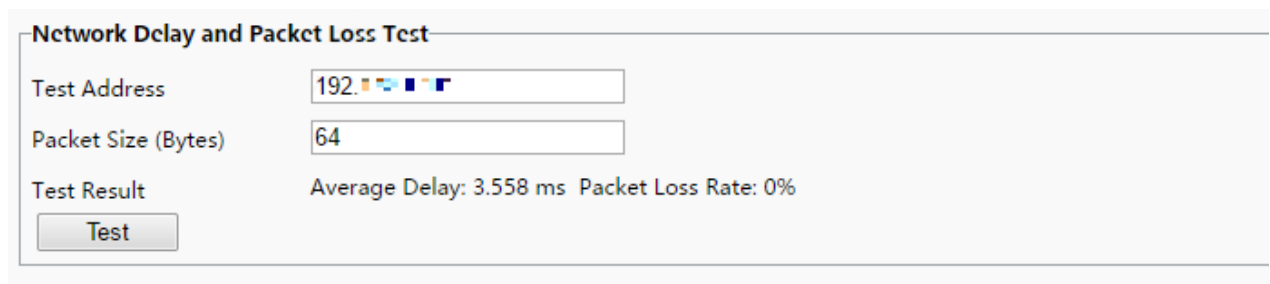 Network Delay and Packet Loss Test
Test Address 192.
Packet Size (Bytes) 64
Test Result Average Delay: 3.558 ms Packet Loss Rate: 0%
Test